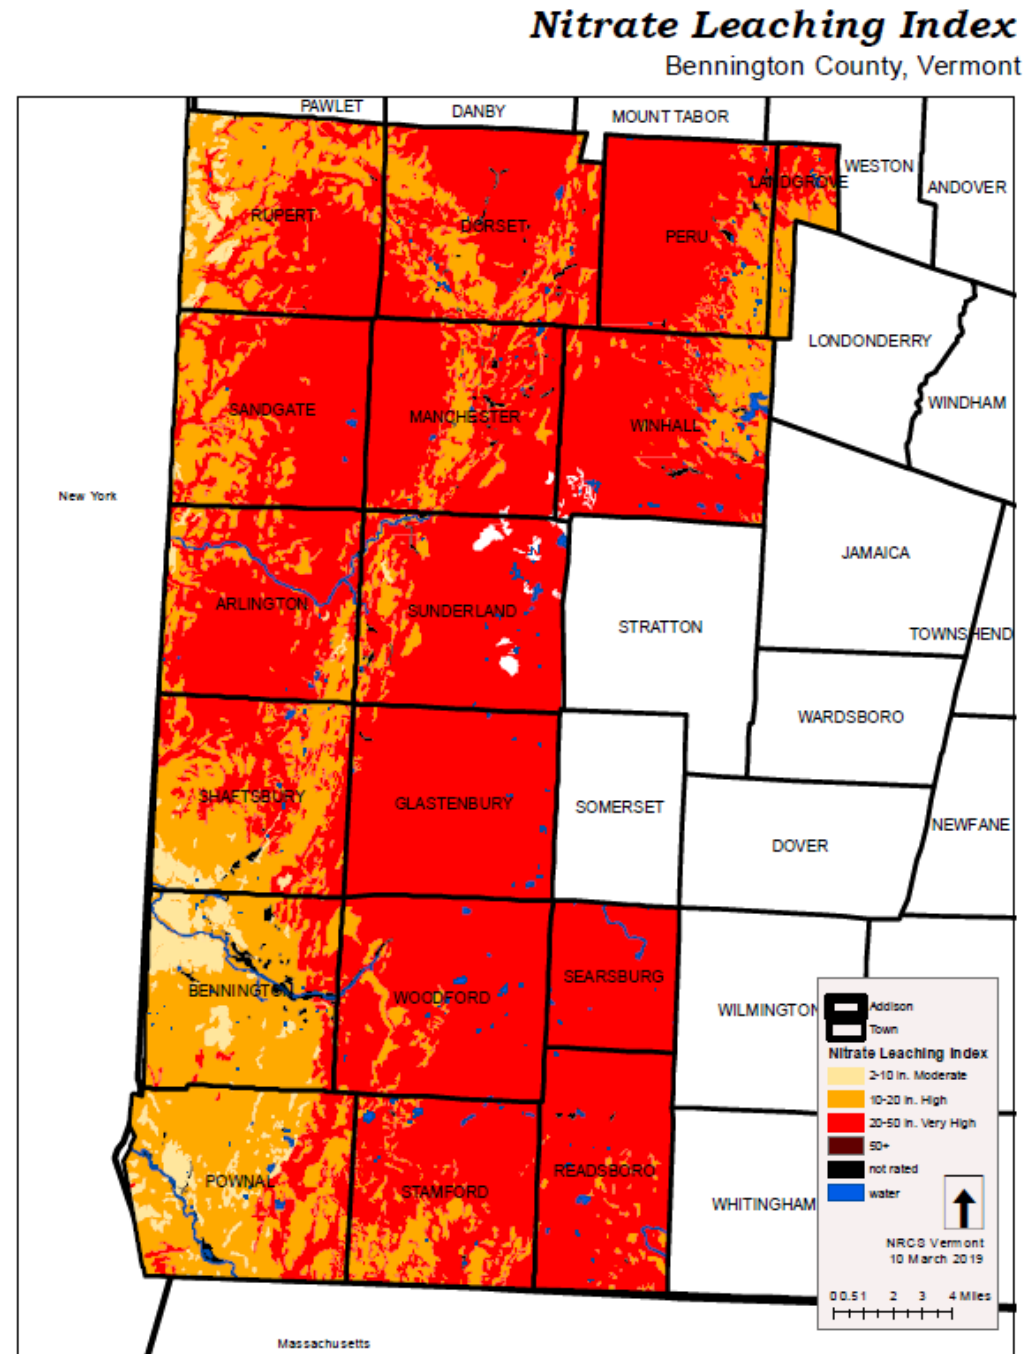 Nitrate Leaching Index
Bennington County, Vermont
PAWLET
DANBY
MOUNT TABOR
WESTON
ANDOVER
LANDGROVE
RUPERT
DORSET
PERU
LONDONDERRY
WINDHAM
SANDGATE
MANCHESTER
WINHALL
New York
JAMAICA
ARLINGTON
SUNDERLAND
STRATTON
TOWNSHEND
WARDSBORO
SHAFTSBURY
GLASTENBURY
SOMERSET
NEWFANE
DOVER
SEARSBURG
BENNINGTON
WOODFORD
WILMINGTON
READSBORO
POWNAL
STAMFORD
WHITINGHAM
Massachusetts
Addison
Town
Nitrate Leaching Index
2-10 in. Moderate
10-20 in. High
20-50 in. Very High
50+
not rated
water
NRCS Vermont
10 March 2019
0 0.5 1 2 3 4 Miles